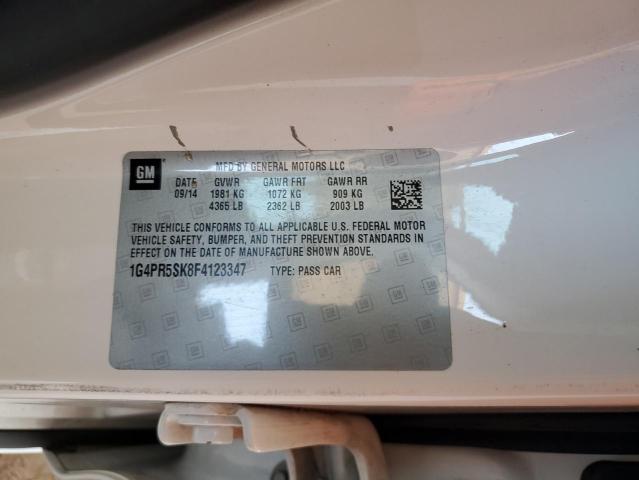 GM
MFD BY GENERAL MOTORS LLC
DATE GVWR GAWR FRT GAWR RR
09/14 1981 KG 1072 KG 909 KG
4365 LB 2362 LB 2003 LB
THIS VEHICLE CONFORMS TO ALL APPLICABLE U.S. FEDERAL MOTOR
VEHICLE SAFETY, BUMPER, AND THEFT PREVENTION STANDARDS IN
EFFECT ON THE DATE OF MANUFACTURE SHOWN ABOVE.
1G4PR5SK8F4123347 TYPE: PASS CAR